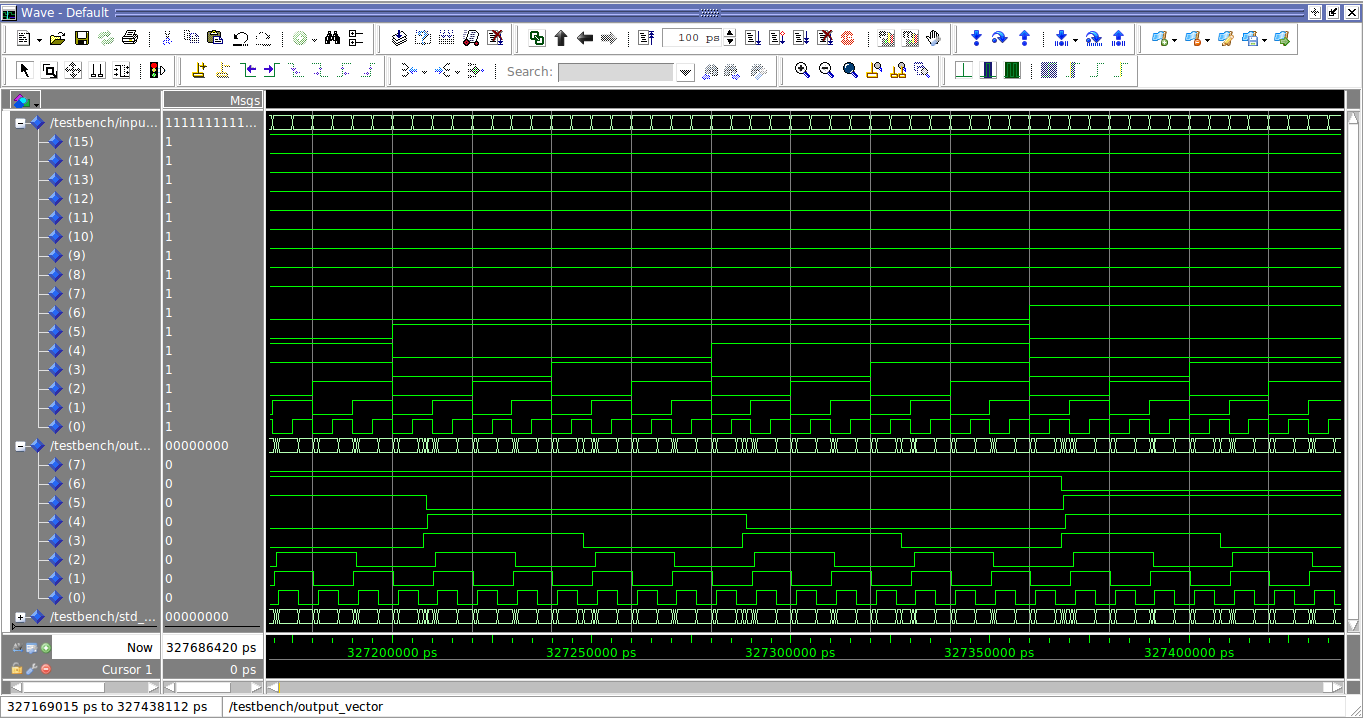 Wave - Default
100 ps
Search:
Msgs
/testbench/inpu... 1111111111...
(15) 1
(14) 1
(13) 1
(12) 1
(11) 1
(10) 1
(9) 1
(8) 1
(7) 1
(6) 1
(5) 1
(4) 1
(3) 1
(2) 1
(1) 1
(0) 1
/testbench/out... 00000000
(7) 0
(6) 0
(5) 0
(4) 0
(3) 0
(2) 0
(1) 0
(0) 0
/testbench/std_... 00000000
Now 327686420 ps 327200000 ps 327250000 ps 327300000 ps 327350000 ps 327400000 ps
Cursor 1 0 ps
327169015 ps to 327438112 ps /testbench/output_vector